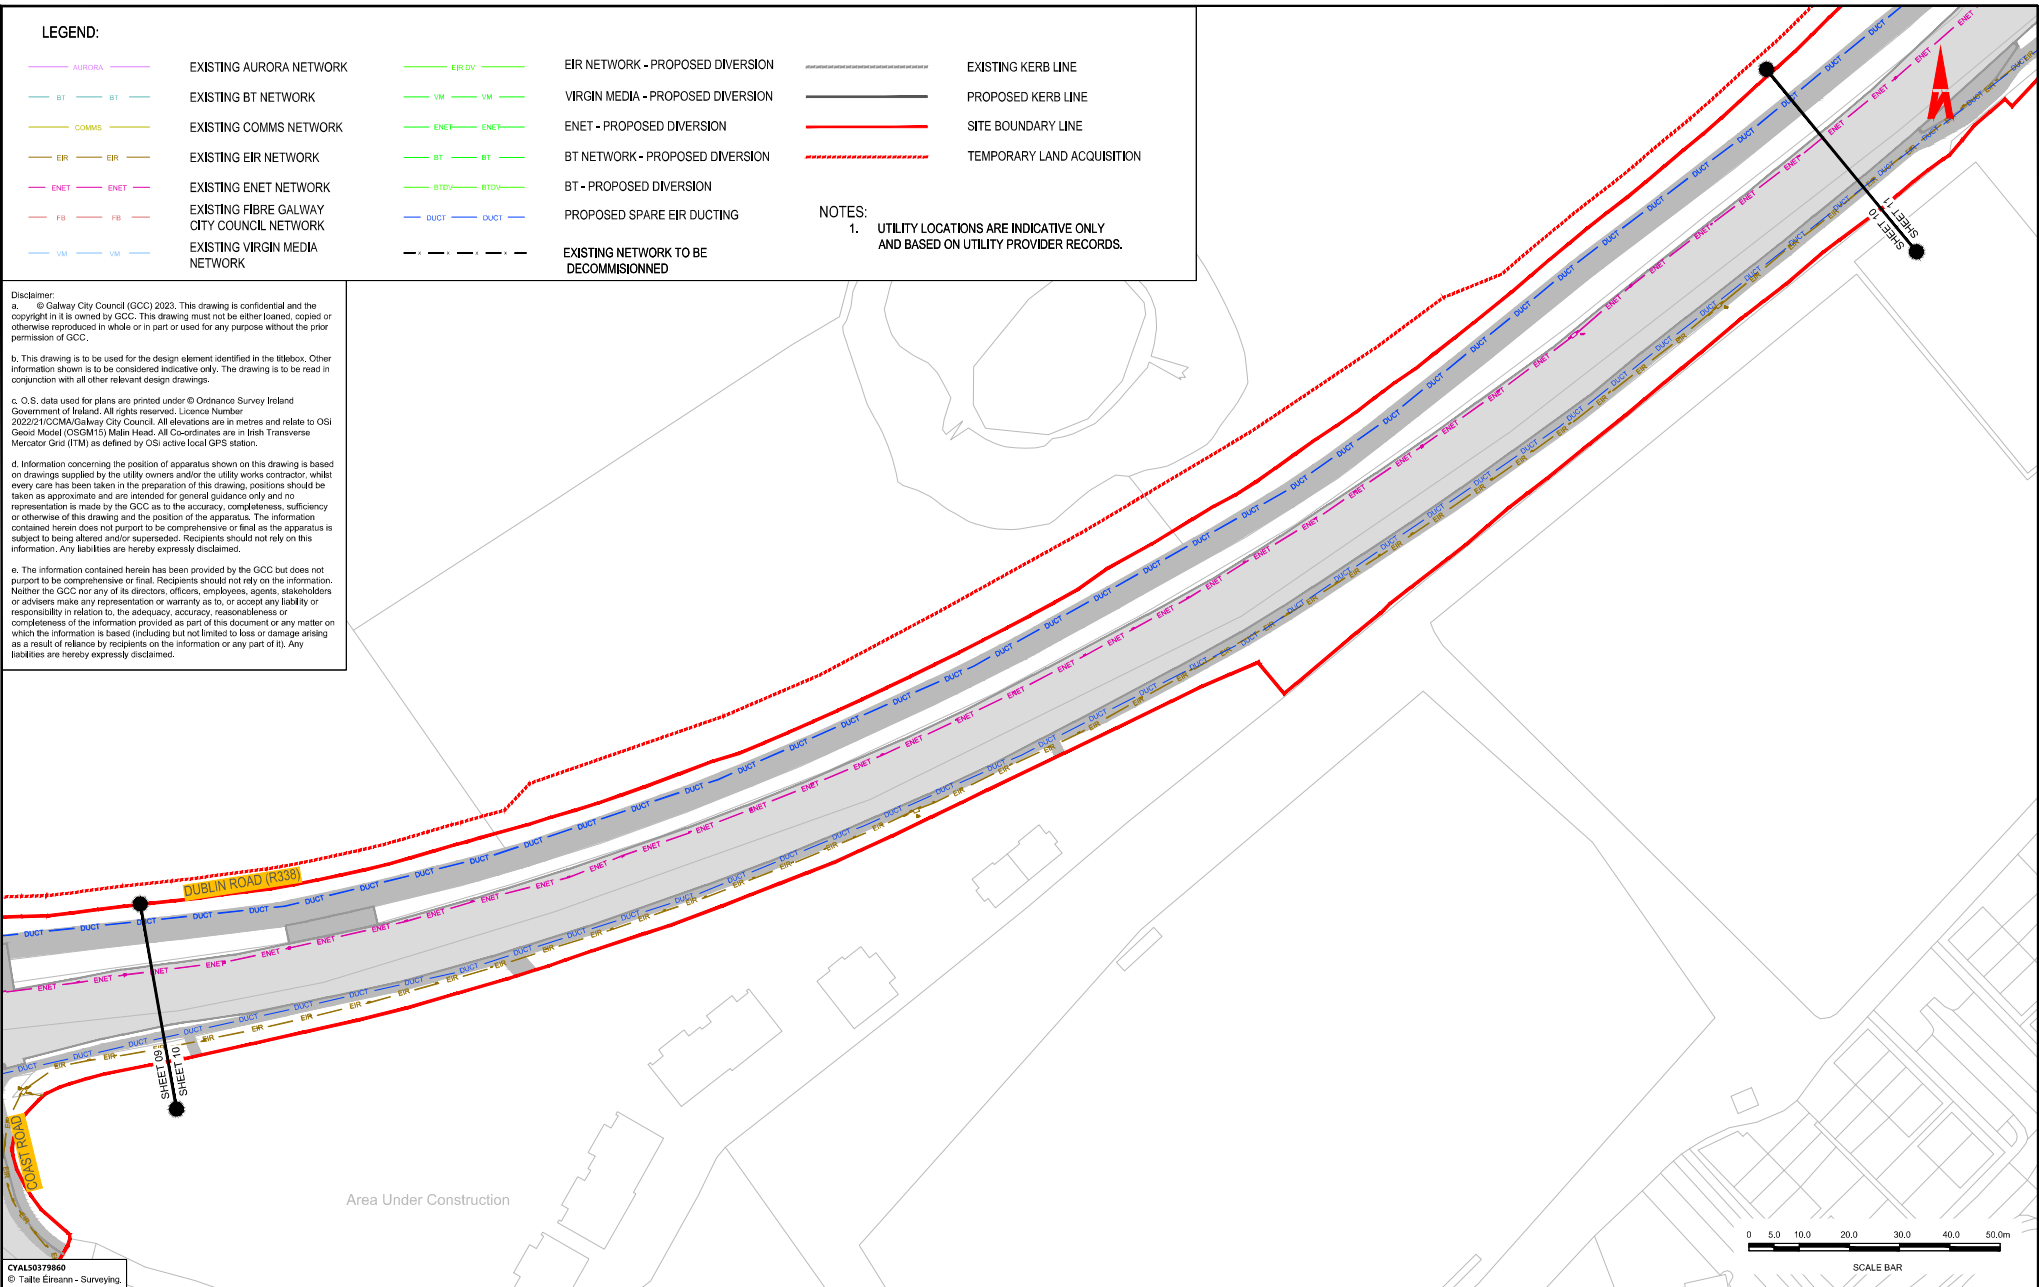 LEGEND:
AURORA
EXISTING AURORA NETWORK
BT BT
EXISTING BT NETWORK
COMMS
EXISTING COMMS NETWORK
EIR EIR
EXISTING EIR NETWORK
ENET ENET
EXISTING ENET NETWORK
FB FB
EXISTING FIBRE GALWAY
CITY COUNCIL NETWORK
VM VM
EXISTING VIRGIN MEDIA
NETWORK
EIR DV
EIR NETWORK - PROPOSED DIVERSION
VM VM
VIRGIN MEDIA - PROPOSED DIVERSION
ENET ENET
ENET - PROPOSED DIVERSION
BT BT
BT NETWORK - PROPOSED DIVERSION
BTDV BTDV
BT - PROPOSED DIVERSION
DUCT DUCT
PROPOSED SPARE EIR DUCTING
EXISTING NETWORK TO BE
DECOMMISIONNED
EXISTING KERB LINE
PROPOSED KERB LINE
SITE BOUNDARY LINE
TEMPORARY LAND ACQUISITION
NOTES:
1. UTILITY LOCATIONS ARE INDICATIVE ONLY
AND BASED ON UTILITY PROVIDER RECORDS.
Disclaimer:
a. © Galway City Council (GCC) 2023. This drawing is confidential and the
copyright in it is owned by GCC. This drawing must not be either loaned, copied or
otherwise reproduced in whole or in part or used for any purpose without the prior
permission of GCC.
b. This drawing is to be used for the design element identified in the titlebox. Other
information shown is to be considered indicative only. The drawing is to be read in
conjunction with all other relevant design drawings.
c. O.S. data used for plans are printed under © Ordnance Survey Ireland
Government of Ireland. All rights reserved. Licence Number
2022/21/CCMA/Galway City Council. All elevations are in metres and relate to OSi
Geoid Model (OSGM15) Malin Head. All Co-ordinates are in Irish Transverse
Mercator Grid (ITM) as defined by OSi active local GPS station.
d. Information concerning the position of apparatus shown on this drawing is based
on drawings supplied by the utility owners and/or the utility works contractor, whilst
every care has been taken in the preparation of this drawing, positions should be
taken as approximate and are intended for general guidance only and no
representation is made by the GCC as to the accuracy, completeness, sufficiency
or otherwise of this drawing and the position of the apparatus. The information
contained herein does not purport to be comprehensive or final as the apparatus is
subject to being altered and/or superseded. Recipients should not rely on this
information. Any liabilities are hereby expressly disclaimed.
e. The information contained herein has been provided by the GCC but does not
purport to be comprehensive or final. Recipients should not rely on the information.
Neither the GCC nor any of its directors, officers, employees, agents, stakeholders
or advisers make any representation or warranty as to, or accept any liability or
responsibility in relation to, the adequacy, accuracy, reasonableness or
completeness of the information provided as part of this document or any matter on
which the information is based (including but not limited to loss or damage arising
as a result of reliance by recipients on the information or any part of it). Any
liabilities are hereby expressly disclaimed.
N
SHEET 10
SHEET 11
DUBLIN ROAD (R338)
DUCT
ENET
EIR
SHEET 09
SHEET 10
COAST ROAD
Area Under Construction
0 5.0 10.0 20.0 30.0 40.0 50.0m
SCALE BAR
CYAL50379860
© Tailte Éireann - Surveying.